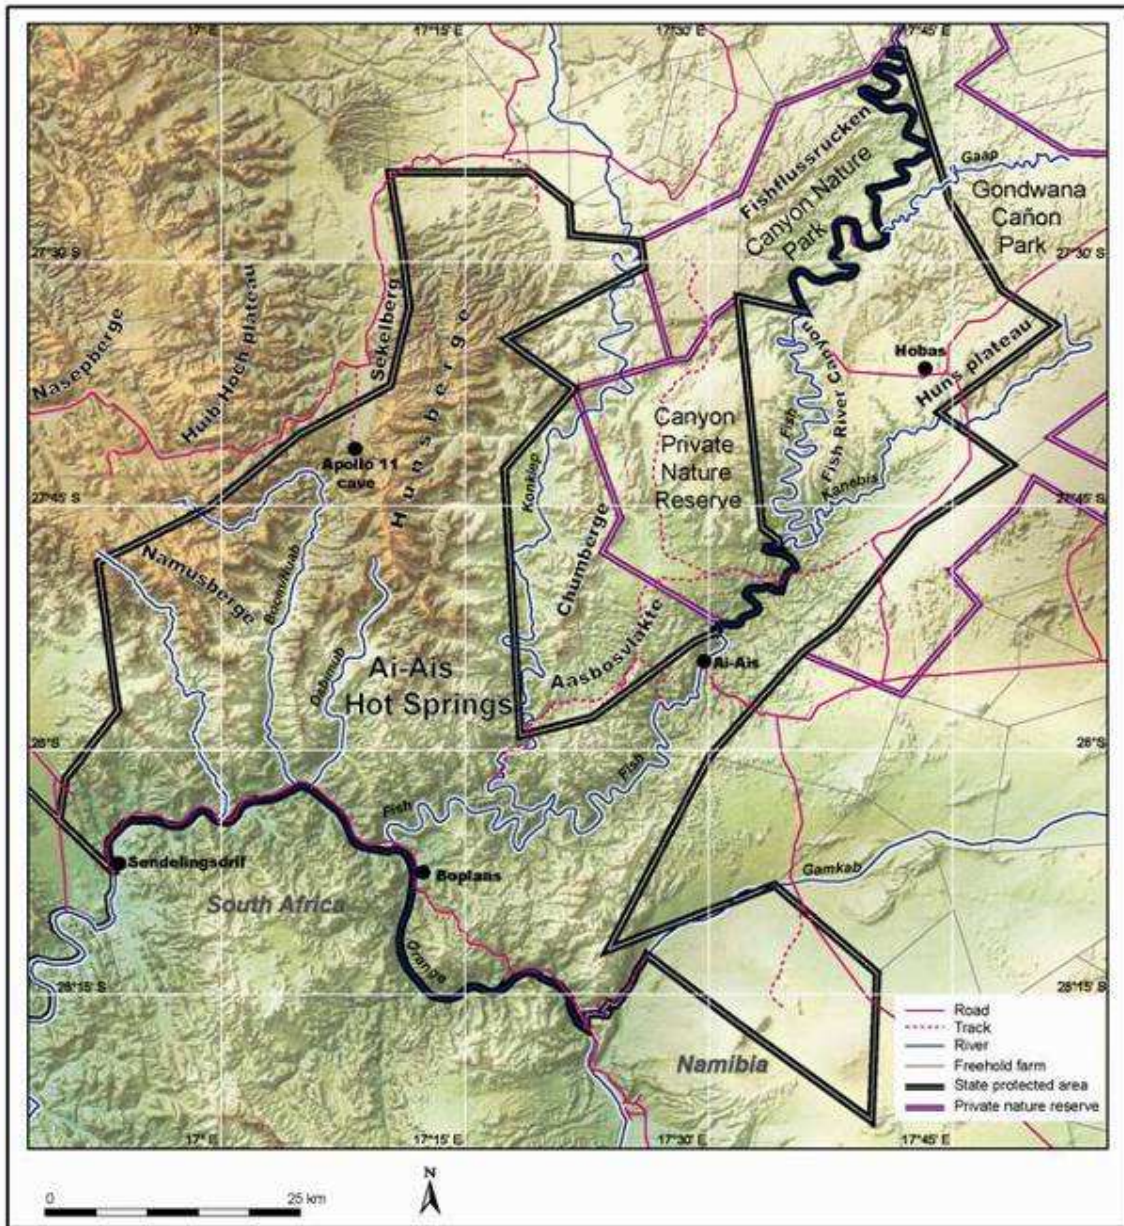 17° E
17°15' E
17°30' E
17°45' E
Fishflussrucken
Canyon Nature
Park
Gaap
Gondwana
Cañon
Park
27°30' S
27°30' S
Nasepberge
Huib Hoch plateau
Sekelberg
Hunsberge
Apollo 11
cave
Konkiep
Canyon
Private
Nature
Reserve
Fish
Fish River Canyon
Hobas
Huns plateau
Kanebis
27°45' S
27°45' S
Chumberge
Namusberge
Aasbosvlakte
Ai-Ais
Ai-Ais
Hot Springs
28°S
28°S
Fish
Fish
Sendelingsdrif
Boplaas
Gamkab
South Africa
Orange
28°15' S
28°15' S
Namibia
Road
Track
River
Freehold farm
State protected area
Private nature reserve
17° E
17°15' E
17°30' E
17°45' E
0
25 km
N